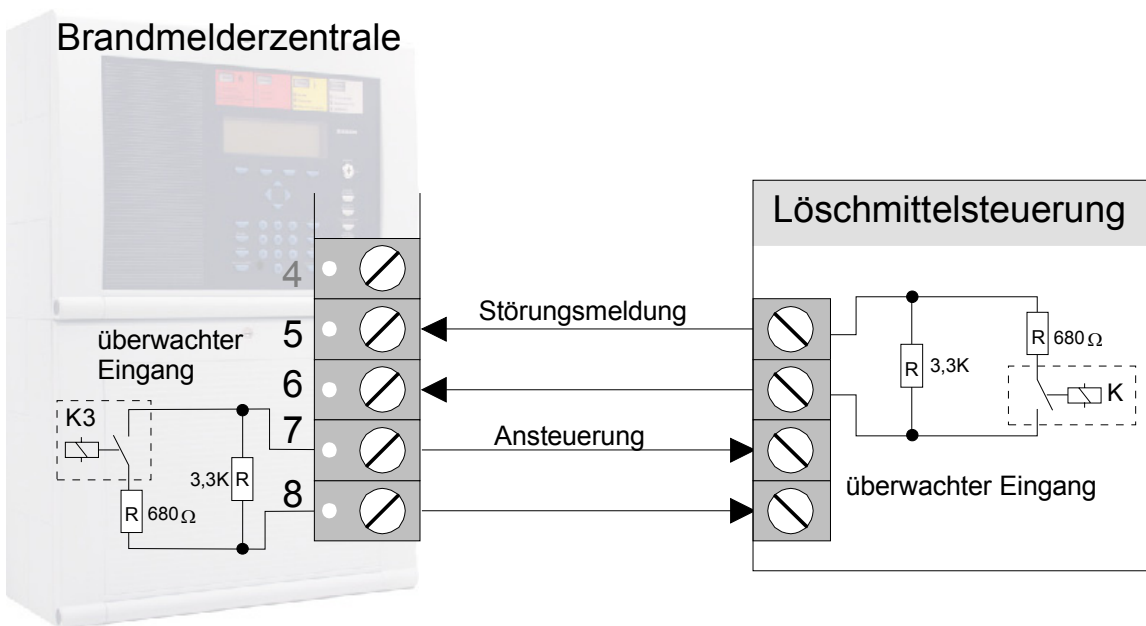 Brandmelderzentrale
Löschmittelsteuerung
4
5
6
7
8
Störungsmeldung
Ansteuerung
überwachter
Eingang
K3
3,3K
R
R
680 Ω
R
3,3K
R
680 Ω
K
überwachter Eingang